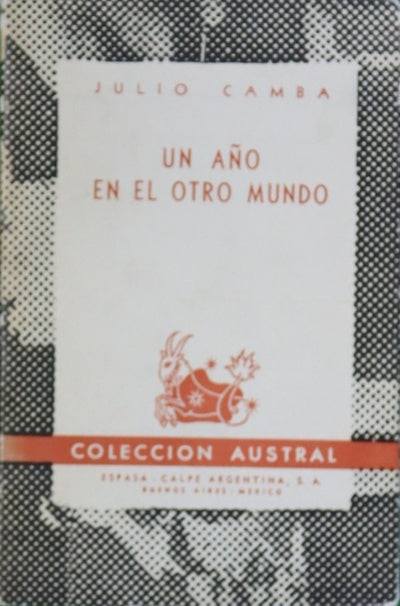 JULIO CAMBA
UN AÑO
EN EL OTRO MUNDO
COLECCION AUSTRAL
ESPASA - CALPE ARGENTINA, S. A.
BUENOS AIRES - MEXICO